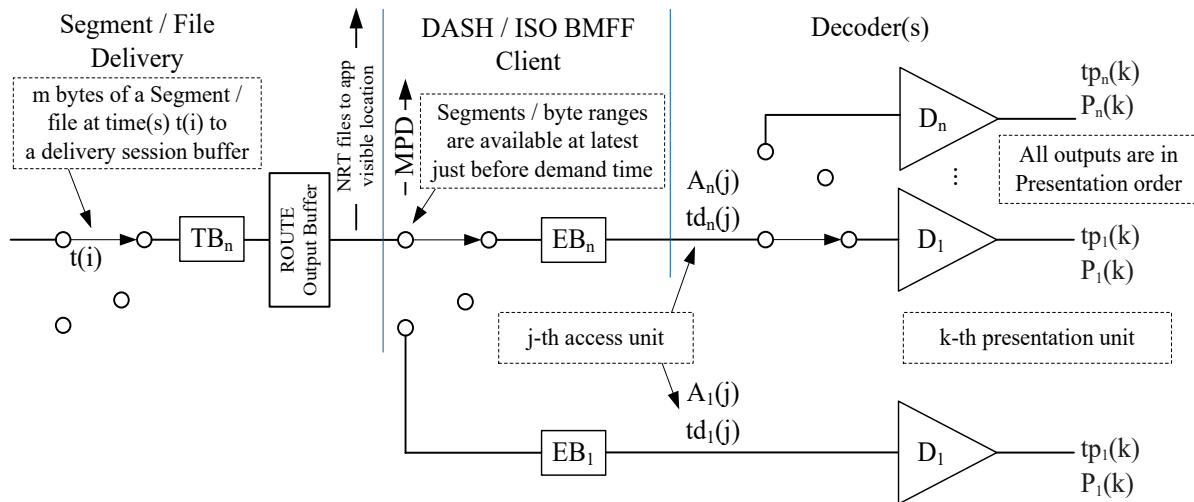 Segment / File
Delivery
m bytes of a Segment /
file at time(s) t(i) to
a delivery session buffer
t(i)
TBₙ
ROUTE
Output Buffer
NRT files to app
visible location
DASH / ISO BMFF
Client
MPD
Segments / byte ranges
are available at latest
just before demand time
EBₙ
EB₁
Decoder(s)
Aₙ(j)
tdₙ(j)
j-th access unit
A₁(j)
td₁(j)
Dₙ
tpₙ(k)
Pₙ(k)
All outputs are in
Presentation order
...
D₁
tp₁(k)
P₁(k)
k-th presentation unit
D₁
tp₁(k)
P₁(k)